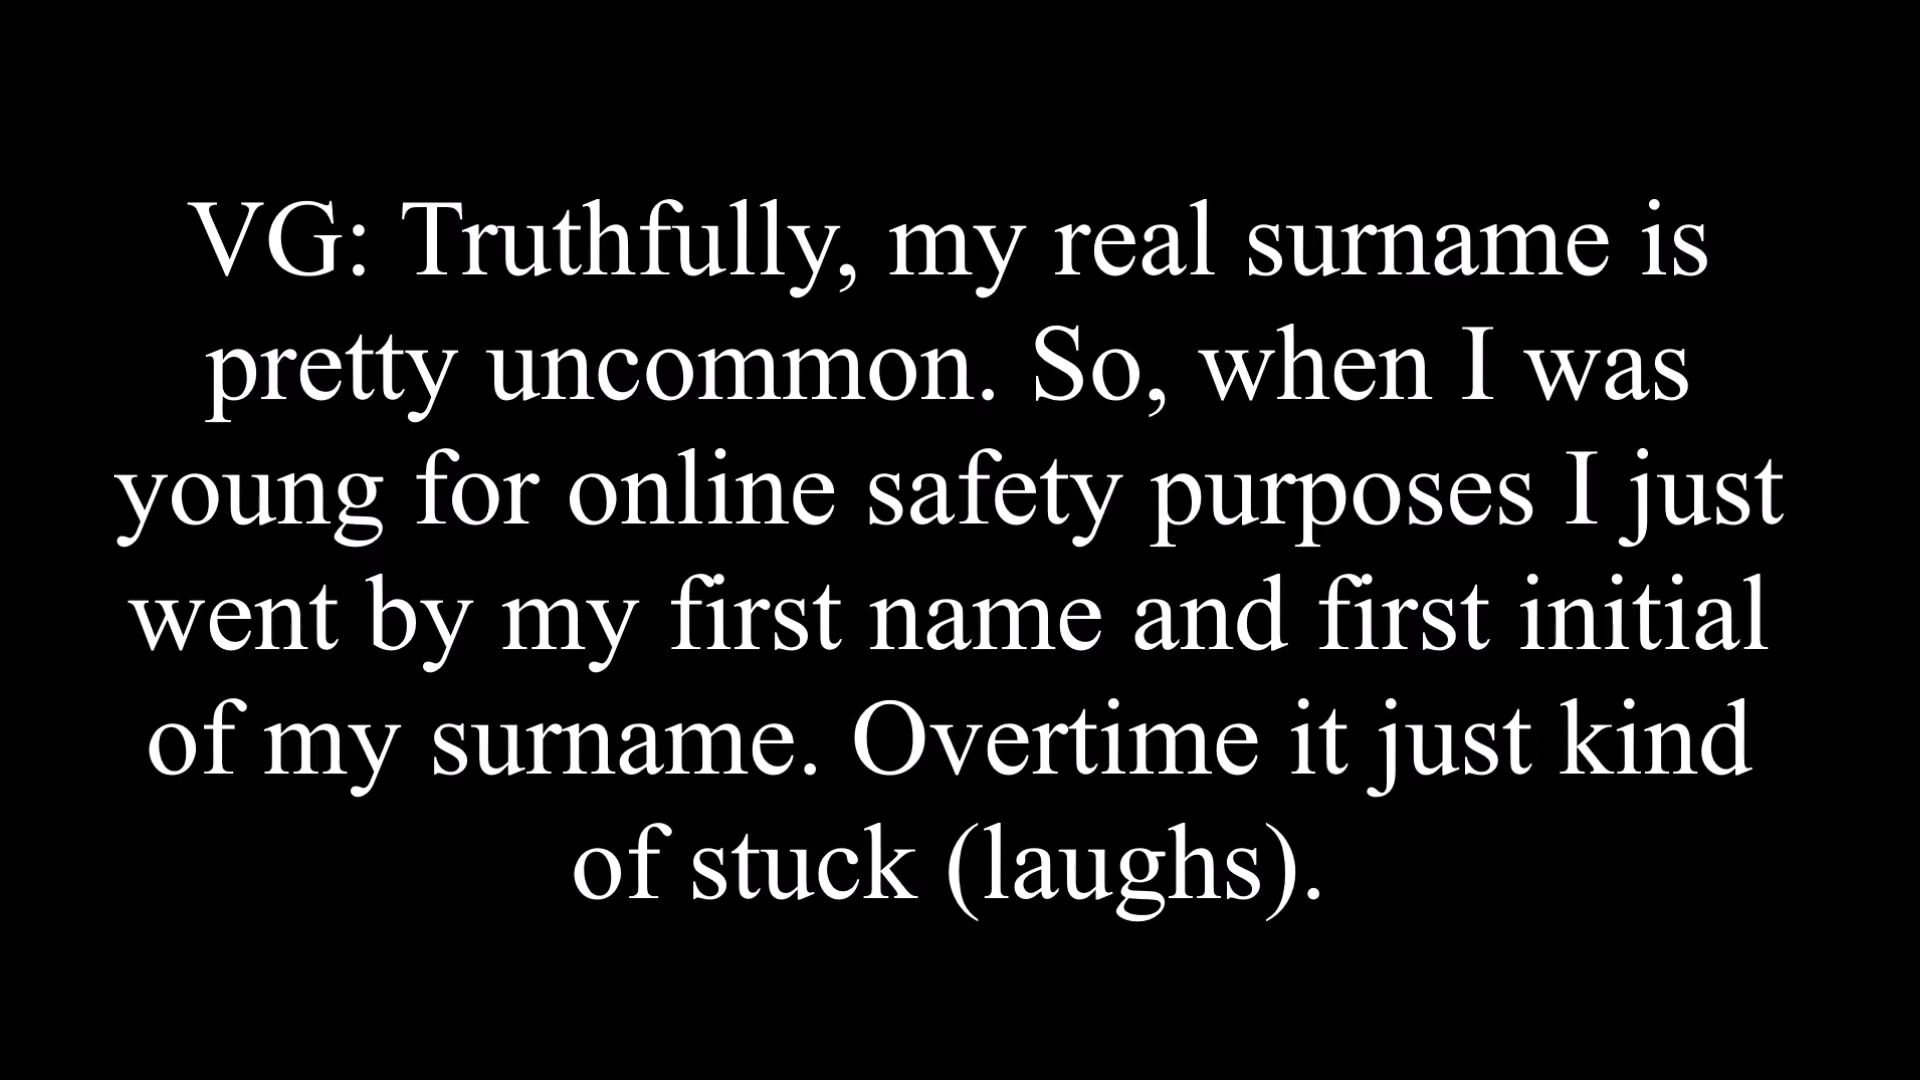 VG: Truthfully, my real surname is
pretty uncommon. So, when I was
young for online safety purposes I just
went by my first name and first initial
of my surname. Overtime it just kind
of stuck (laughs).